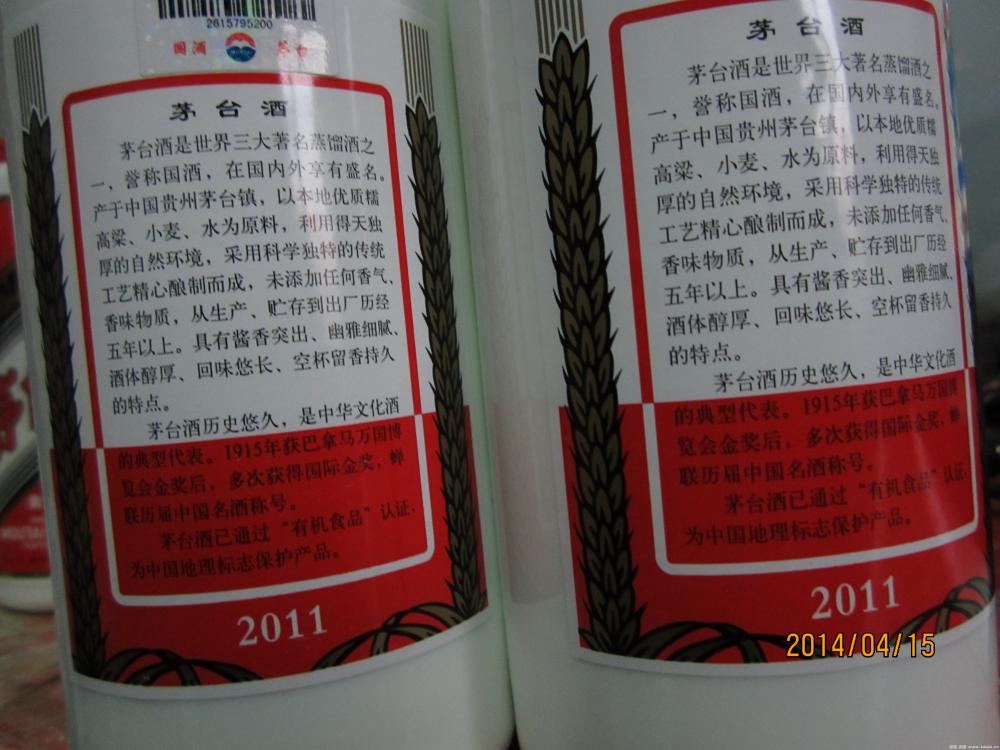 2615795200
国酒 茅台
茅台酒
茅台酒是世界三大著名蒸馏酒之
一，誉称国酒，在国内外享有盛名。
产于中国贵州茅台镇，以本地优质糯
高粱、小麦、水为原料，利用得天独
厚的自然环境，采用科学独特的传统
工艺精心酿制而成，未添加任何香气、
香味物质，从生产、贮存到出厂历经
五年以上。具有酱香突出、幽雅细腻、
酒体醇厚、回味悠长、空杯留香持久
的特点。
茅台酒历史悠久，是中华文化酒
的典型代表。1915年获巴拿马万国博
览会金奖后，多次获得国际金奖，蝉
联历届中国名酒称号。
茅台酒已通过“有机食品”认证，
为中国地理标志保护产品。
2011
茅台酒
茅台酒是世界三大著名蒸馏酒之
一，誉称国酒，在国内外享有盛名。
产于中国贵州茅台镇，以本地优质糯
高粱、小麦、水为原料，利用得天独
厚的自然环境，采用科学独特的传统
工艺精心酿制而成，未添加任何香气、
香味物质，从生产、贮存到出厂历经
五年以上。具有酱香突出、幽雅细腻、
酒体醇厚、回味悠长、空杯留香持久
的特点。
茅台酒历史悠久，是中华文化酒
的典型代表。1915年获巴拿马万国博
览会金奖后，多次获得国际金奖，蝉
联历届中国名酒称号。
茅台酒已通过“有机食品”认证，
为中国地理标志保护产品。
2011
2014/04/15